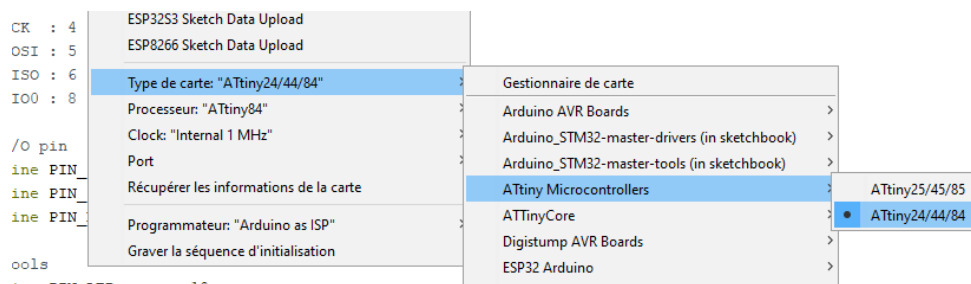 CK : 4
OSI : 5
ISO : 6
IO0 : 8
/O pin
ine PIN_
ine PIN_
ine PIN_
ools
ESP32S3 Sketch Data Upload
ESP8266 Sketch Data Upload
Type de carte: "ATtiny24/44/84"
Processeur: "ATtiny84"
Clock: "Internal 1 MHz"
Port
Récupérer les informations de la carte
Programmateur: "Arduino as ISP"
Graver la séquence d'initialisation
Gestionnaire de carte
Arduino AVR Boards
Arduino_STM32-master-drivers (in sketchbook)
Arduino_STM32-master-tools (in sketchbook)
ATtiny Microcontrollers
ATTinyCore
Digistump AVR Boards
ESP32 Arduino
ATtiny25/45/85
ATtiny24/44/84